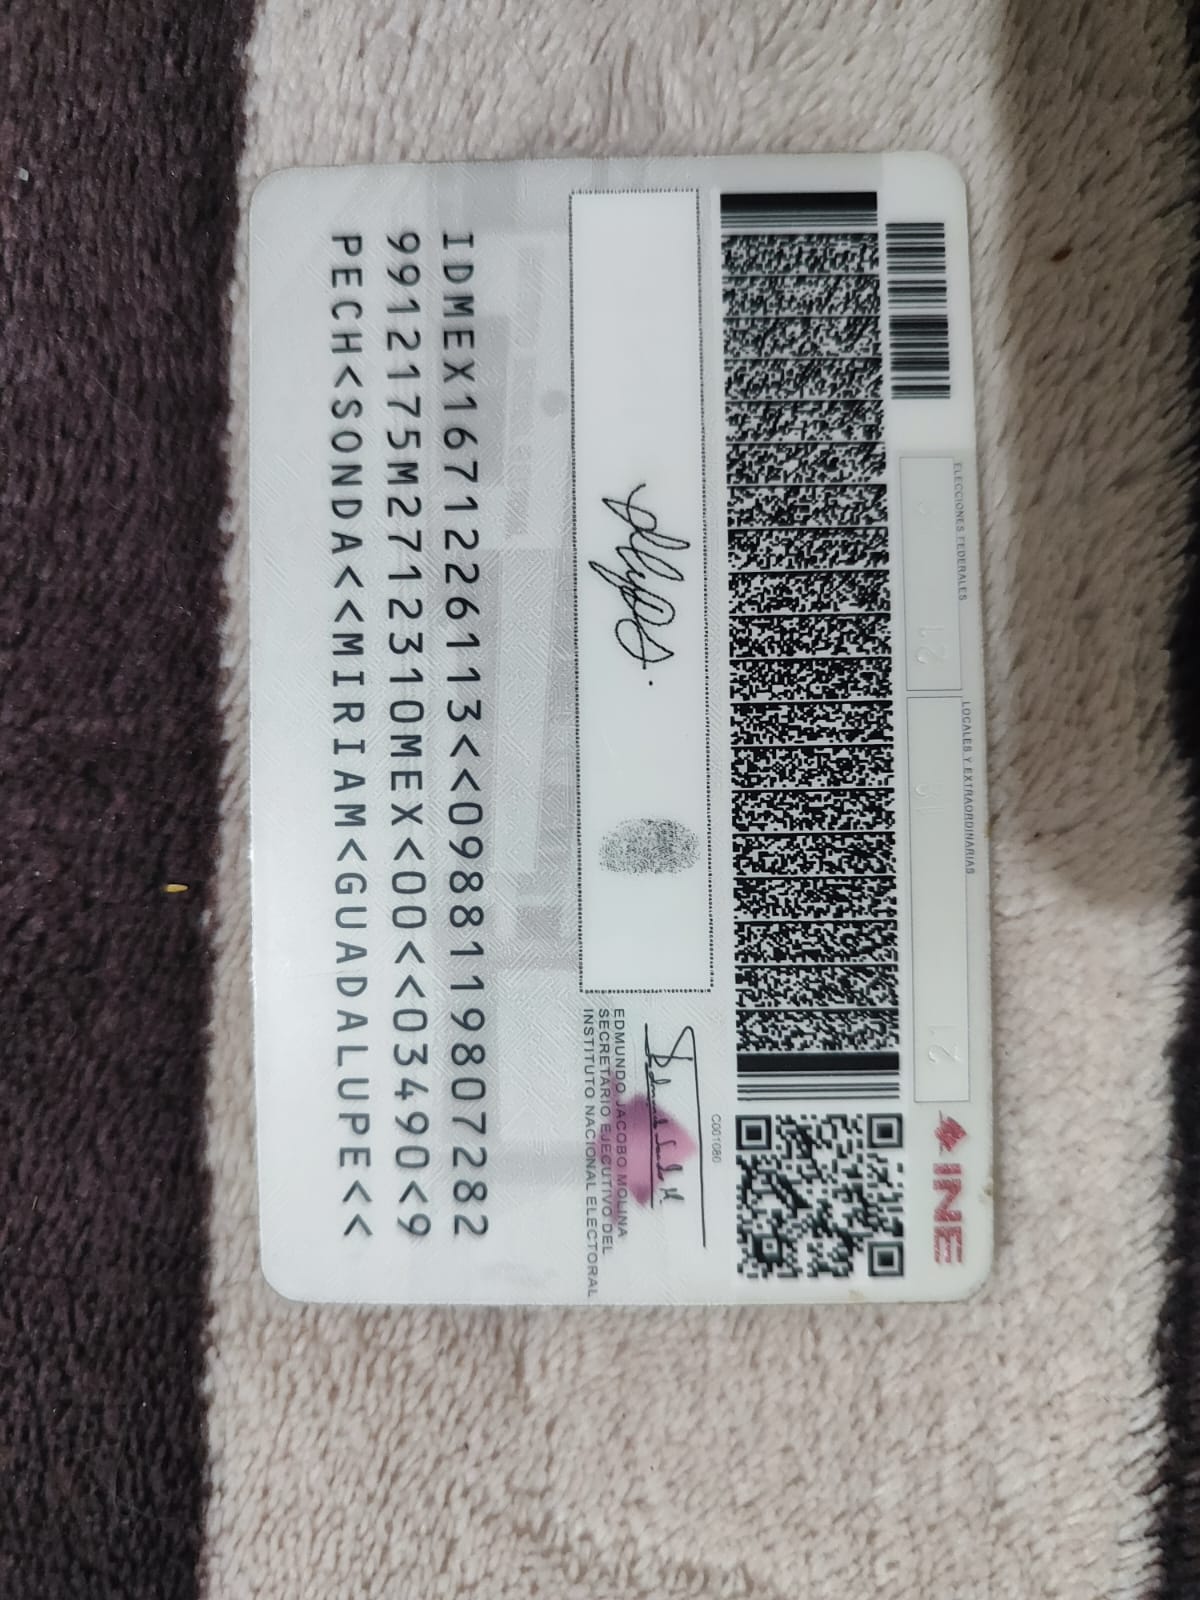 ELECCIONES FEDERALES
LOCALES Y EXTRAORDINARIAS
21
21
INE
C001080
EDMUNDO JACOBO MOLINA
SECRETARIO EJECUTIVO DEL
INSTITUTO NACIONAL ELECTORAL
IDMEX1671226113<<0988119807282
9912175M2712310MEX<00<<03490<9
PECH<SONDA<<MIRIAM<GUADALUPE<<